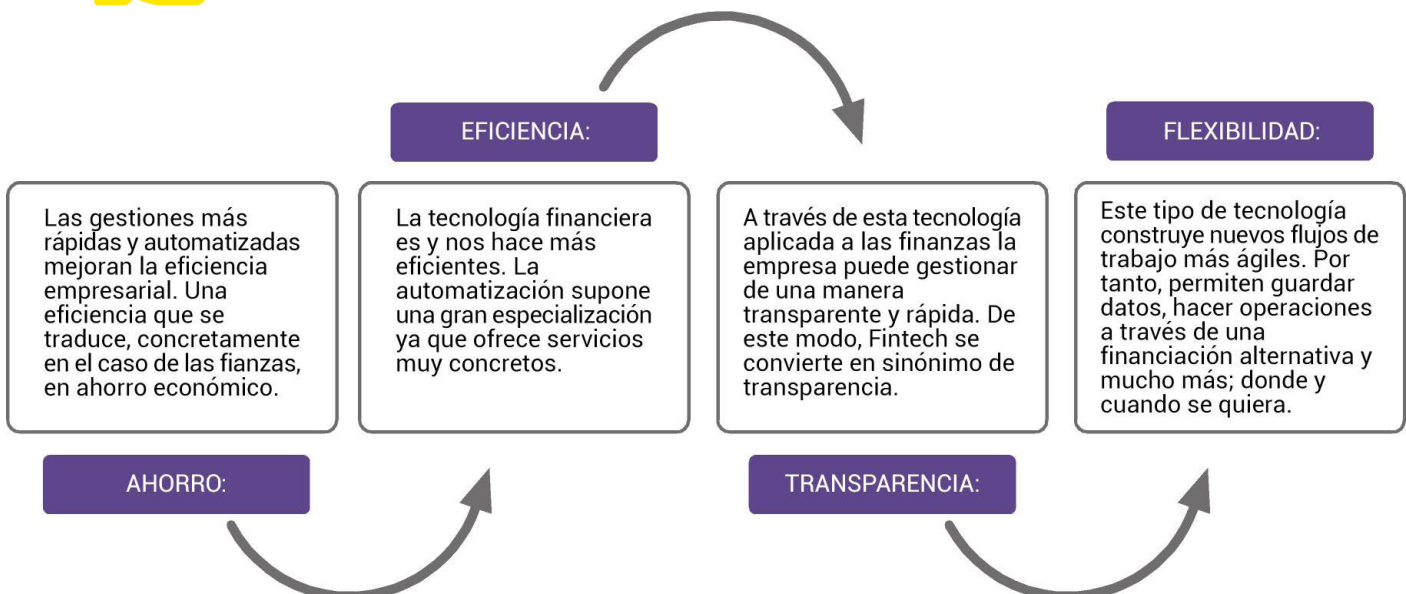 AHORRO:
Las gestiones más
rápidas y automatizadas
mejoran la eficiencia
empresarial. Una
eficiencia que se
traduce, concretamente
en el caso de las fianzas,
en ahorro económico.
EFICIENCIA:
La tecnología financiera
es y nos hace más
eficientes. La
automatización supone
una gran especialización
ya que ofrece servicios
muy concretos.
TRANSPARENCIA:
A través de esta tecnología
aplicada a las finanzas la
empresa puede gestionar
de una manera
transparente y rápida. De
este modo, Fintech se
convierte en sinónimo de
transparencia.
FLEXIBILIDAD:
Este tipo de tecnología
construye nuevos flujos de
trabajo más ágiles. Por
tanto, permiten guardar
datos, hacer operaciones
a través de una
financiación alternativa y
mucho más; donde y
cuando se quiera.